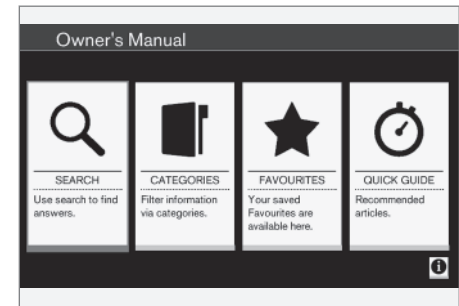 Owner's Manual
SEARCH
Use search to find
answers.
CATEGORIES
Filter information
via categories.
FAVOURITES
Your saved
Favourites are
available here.
QUICK GUIDE
Recommended
articles.
i